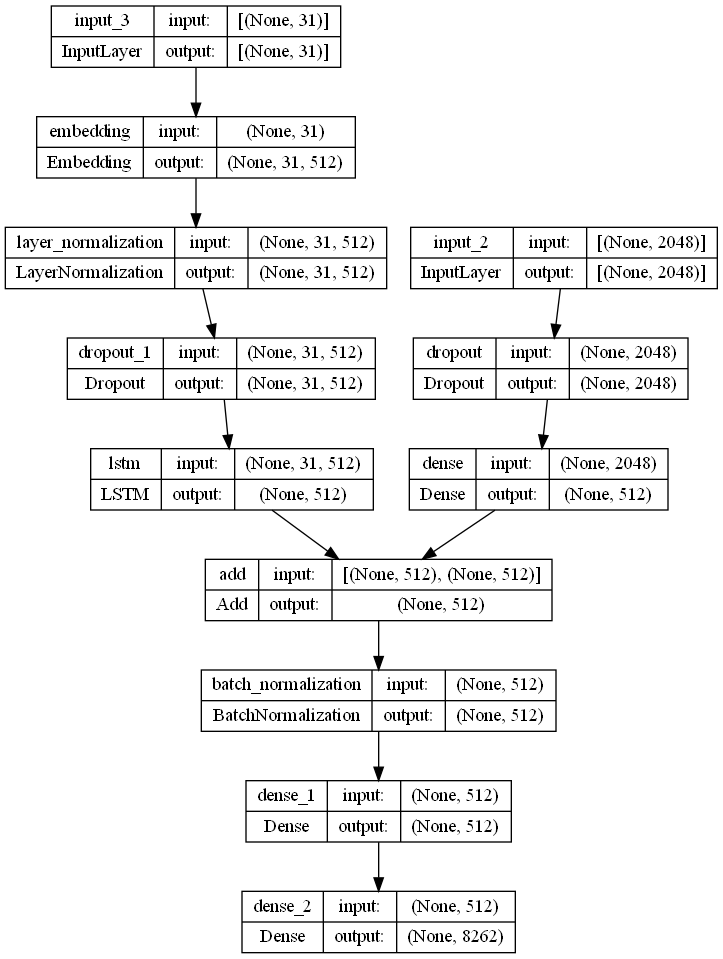 input_3 input: [(None, 31)]
InputLayer output: [(None, 31)]
embedding input: (None, 31)
Embedding output: (None, 31, 512)
layer_normalization input: (None, 31, 512)
LayerNormalization output: (None, 31, 512)
input_2 input: [(None, 2048)]
InputLayer output: [(None, 2048)]
dropout_1 input: (None, 31, 512)
Dropout output: (None, 31, 512)
dropout input: (None, 2048)
Dropout output: (None, 2048)
lstm input: (None, 31, 512)
LSTM output: (None, 512)
dense input: (None, 2048)
Dense output: (None, 512)
add input: [(None, 512), (None, 512)]
Add output: (None, 512)
batch_normalization input: (None, 512)
BatchNormalization output: (None, 512)
dense_1 input: (None, 512)
Dense output: (None, 512)
dense_2 input: (None, 512)
Dense output: (None, 8262)